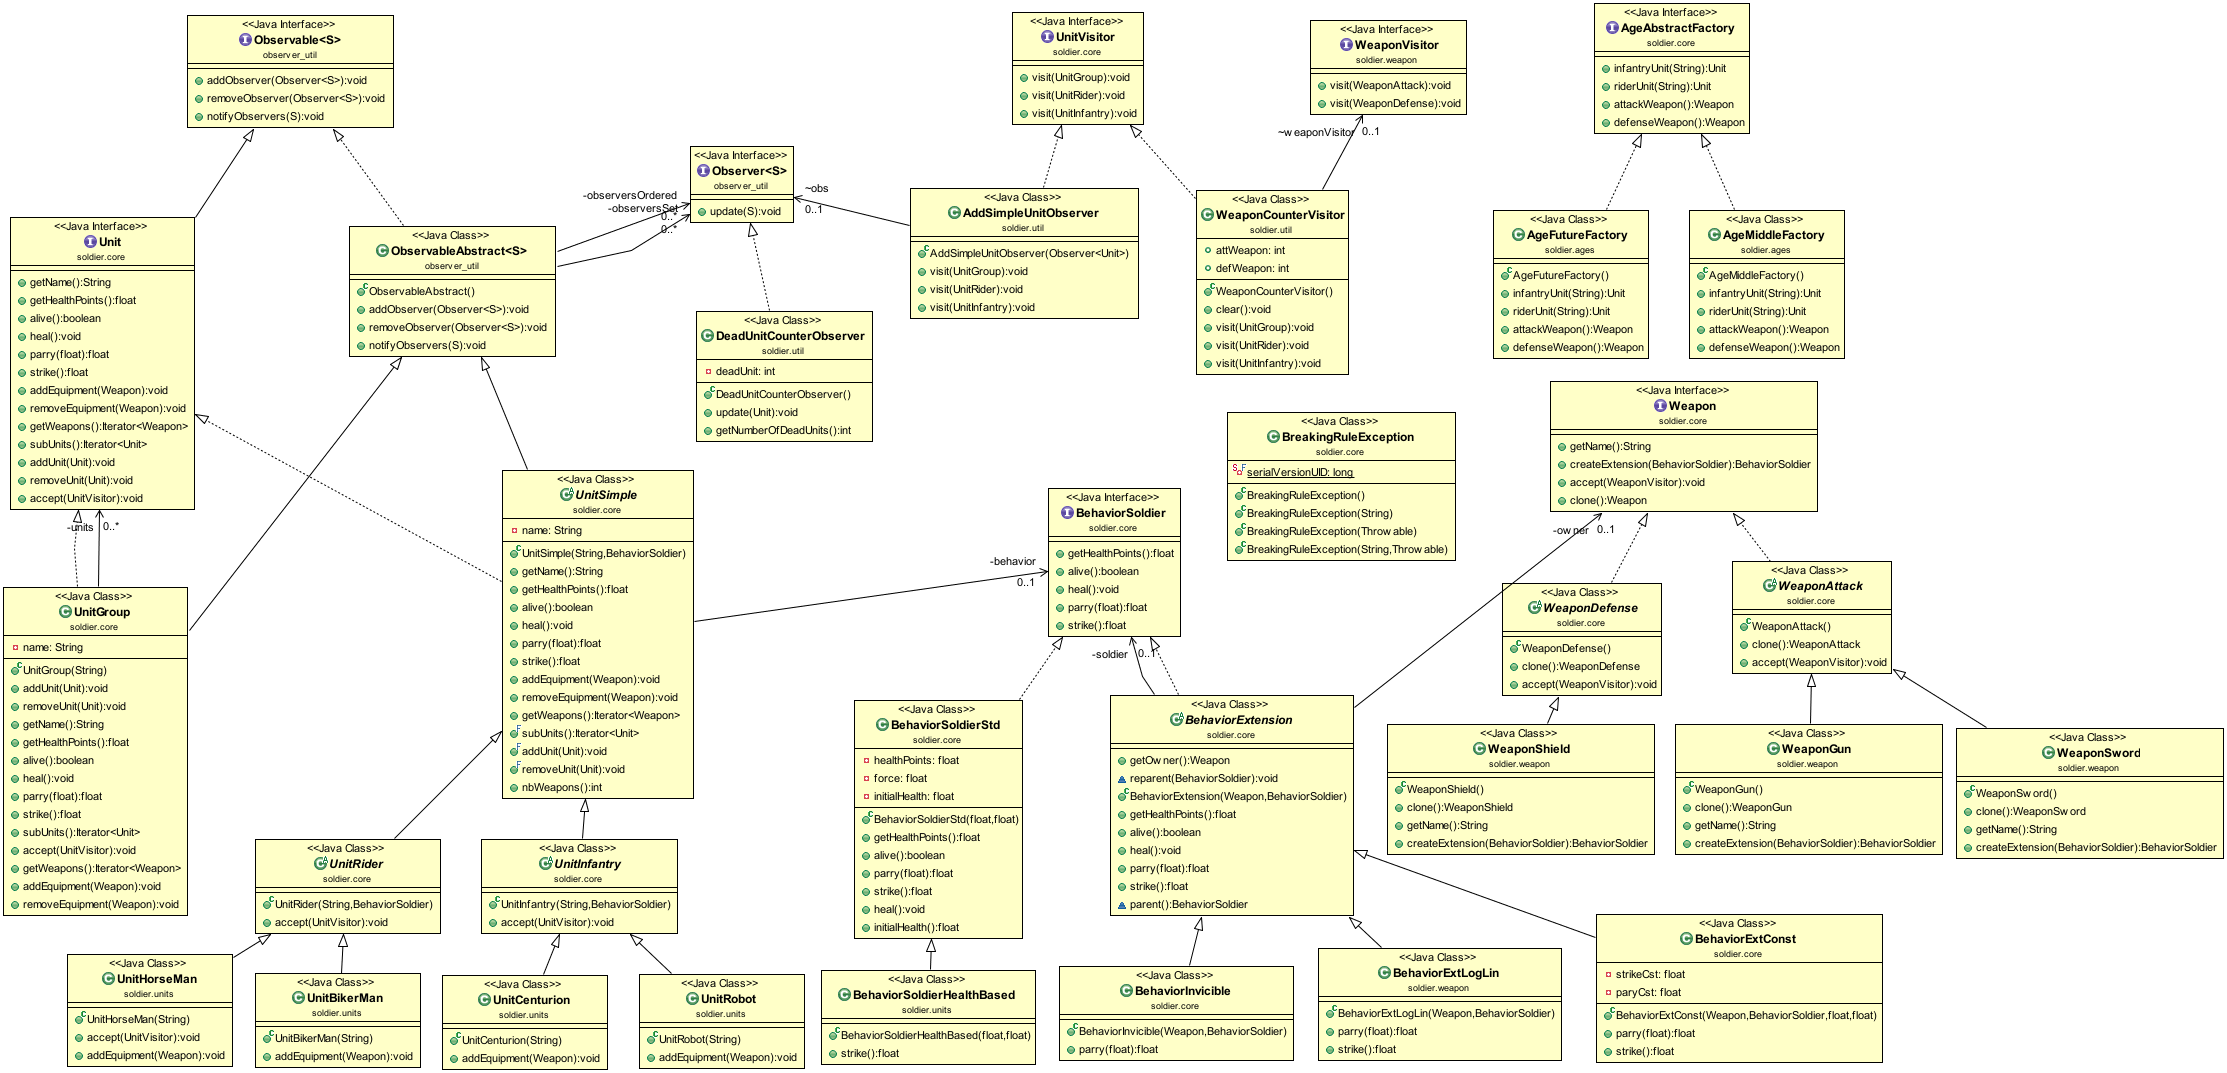 <<Java Interface>>
Observable<S>
observer_util
addObserver(Observer<S>):void
removeObserver(Observer<S>):void
notifyObservers(S):void
<<Java Interface>>
UnitVisitor
soldier.core
visit(UnitGroup):void
visit(UnitRider):void
visit(UnitInfantry):void
<<Java Interface>>
WeaponVisitor
soldier.weapon
visit(WeaponAttack):void
visit(WeaponDefense):void
<<Java Interface>>
AgeAbstractFactory
soldier.core
infantryUnit(String):Unit
riderUnit(String):Unit
attackWeapon():Weapon
defenseWeapon():Weapon
~weaponVisitor 0..1
<<Java Interface>>
Observer<S>
observer_util
update(S):void
-observersOrdered
0..*
-observersSet
0..*
~obs
0..1
<<Java Interface>>
Unit
soldier.core
getName():String
getHealthPoints():float
alive():boolean
heal():void
parry(float):float
strike():float
addEquipment(Weapon):void
removeEquipment(Weapon):void
getWeapons():Iterator<Weapon>
subUnits():Iterator<Unit>
addUnit(Unit):void
removeUnit(Unit):void
accept(UnitVisitor):void
<<Java Class>>
ObservableAbstract<S>
observer_util
ObservableAbstract()
addObserver(Observer<S>):void
removeObserver(Observer<S>):void
notifyObservers(S):void
<<Java Class>>
DeadUnitCounterObserver
soldier.util
deadUnit: int
DeadUnitCounterObserver()
update(Unit):void
getNumberOfDeadUnits():int
<<Java Class>>
AddSimpleUnitObserver
soldier.util
AddSimpleUnitObserver(Observer<Unit>)
visit(UnitGroup):void
visit(UnitRider):void
visit(UnitInfantry):void
<<Java Class>>
WeaponCounterVisitor
soldier.util
attWeapon: int
defWeapon: int
WeaponCounterVisitor()
clear():void
visit(UnitGroup):void
visit(UnitRider):void
visit(UnitInfantry):void
<<Java Class>>
AgeFutureFactory
soldier.ages
AgeFutureFactory()
infantryUnit(String):Unit
riderUnit(String):Unit
attackWeapon():Weapon
defenseWeapon():Weapon
<<Java Class>>
AgeMiddleFactory
soldier.ages
AgeMiddleFactory()
infantryUnit(String):Unit
riderUnit(String):Unit
attackWeapon():Weapon
defenseWeapon():Weapon
<<Java Class>>
BreakingRuleException
soldier.core
serialVersionUID: long
BreakingRuleException()
BreakingRuleException(String)
BreakingRuleException(Throwable)
BreakingRuleException(String,Throwable)
<<Java Interface>>
Weapon
soldier.core
getName():String
createExtension(BehaviorSoldier):BehaviorSoldier
accept(WeaponVisitor):void
clone():Weapon
-owner 0..1
-units 0..*
<<Java Class>>
UnitGroup
soldier.core
name: String
UnitGroup(String)
addUnit(Unit):void
removeUnit(Unit):void
getName():String
getHealthPoints():float
alive():boolean
heal():void
parry(float):float
strike():float
subUnits():Iterator<Unit>
accept(UnitVisitor):void
getWeapons():Iterator<Weapon>
addEquipment(Weapon):void
removeEquipment(Weapon):void
<<Java Class>>
UnitSimple
soldier.core
name: String
UnitSimple(String,BehaviorSoldier)
getName():String
getHealthPoints():float
alive():boolean
heal():void
parry(float):float
strike():float
addEquipment(Weapon):void
removeEquipment(Weapon):void
getWeapons():Iterator<Weapon>
subUnits():Iterator<Unit>
addUnit(Unit):void
removeUnit(Unit):void
nbWeapons():int
-behavior
0..1
<<Java Interface>>
BehaviorSoldier
soldier.core
getHealthPoints():float
alive():boolean
heal():void
parry(float):float
strike():float
-soldier 0..1
<<Java Class>>
WeaponDefense
soldier.core
WeaponDefense()
clone():WeaponDefense
accept(WeaponVisitor):void
<<Java Class>>
WeaponAttack
soldier.core
WeaponAttack()
clone():WeaponAttack
accept(WeaponVisitor):void
<<Java Class>>
BehaviorSoldierStd
soldier.core
healthPoints: float
force: float
initialHealth: float
BehaviorSoldierStd(float,float)
getHealthPoints():float
alive():boolean
parry(float):float
strike():float
heal():void
initialHealth():float
<<Java Class>>
BehaviorExtension
soldier.core
getOwner():Weapon
reparent(BehaviorSoldier):void
BehaviorExtension(Weapon,BehaviorSoldier)
getHealthPoints():float
alive():boolean
heal():void
parry(float):float
strike():float
parent():BehaviorSoldier
<<Java Class>>
WeaponShield
soldier.weapon
WeaponShield()
clone():WeaponShield
getName():String
createExtension(BehaviorSoldier):BehaviorSoldier
<<Java Class>>
WeaponGun
soldier.weapon
WeaponGun()
clone():WeaponGun
getName():String
createExtension(BehaviorSoldier):BehaviorSoldier
<<Java Class>>
WeaponSword
soldier.weapon
WeaponSword()
clone():WeaponSword
getName():String
createExtension(BehaviorSoldier):BehaviorSoldier
<<Java Class>>
UnitRider
soldier.core
UnitRider(String,BehaviorSoldier)
accept(UnitVisitor):void
<<Java Class>>
UnitInfantry
soldier.core
UnitInfantry(String,BehaviorSoldier)
accept(UnitVisitor):void
<<Java Class>>
UnitHorseMan
soldier.units
UnitHorseMan(String)
accept(UnitVisitor):void
addEquipment(Weapon):void
<<Java Class>>
UnitBikerMan
soldier.units
UnitBikerMan(String)
addEquipment(Weapon):void
<<Java Class>>
UnitCenturion
soldier.units
UnitCenturion(String)
addEquipment(Weapon):void
<<Java Class>>
UnitRobot
soldier.units
UnitRobot(String)
addEquipment(Weapon):void
<<Java Class>>
BehaviorSoldierHealthBased
soldier.units
BehaviorSoldierHealthBased(float,float)
strike():float
<<Java Class>>
BehaviorInvicible
soldier.core
BehaviorInvicible(Weapon,BehaviorSoldier)
parry(float):float
<<Java Class>>
BehaviorExtLogLin
soldier.weapon
BehaviorExtLogLin(Weapon,BehaviorSoldier)
parry(float):float
strike():float
<<Java Class>>
BehaviorExtConst
soldier.core
strikeCst: float
paryCst: float
BehaviorExtConst(Weapon,BehaviorSoldier,float,float)
parry(float):float
strike():float